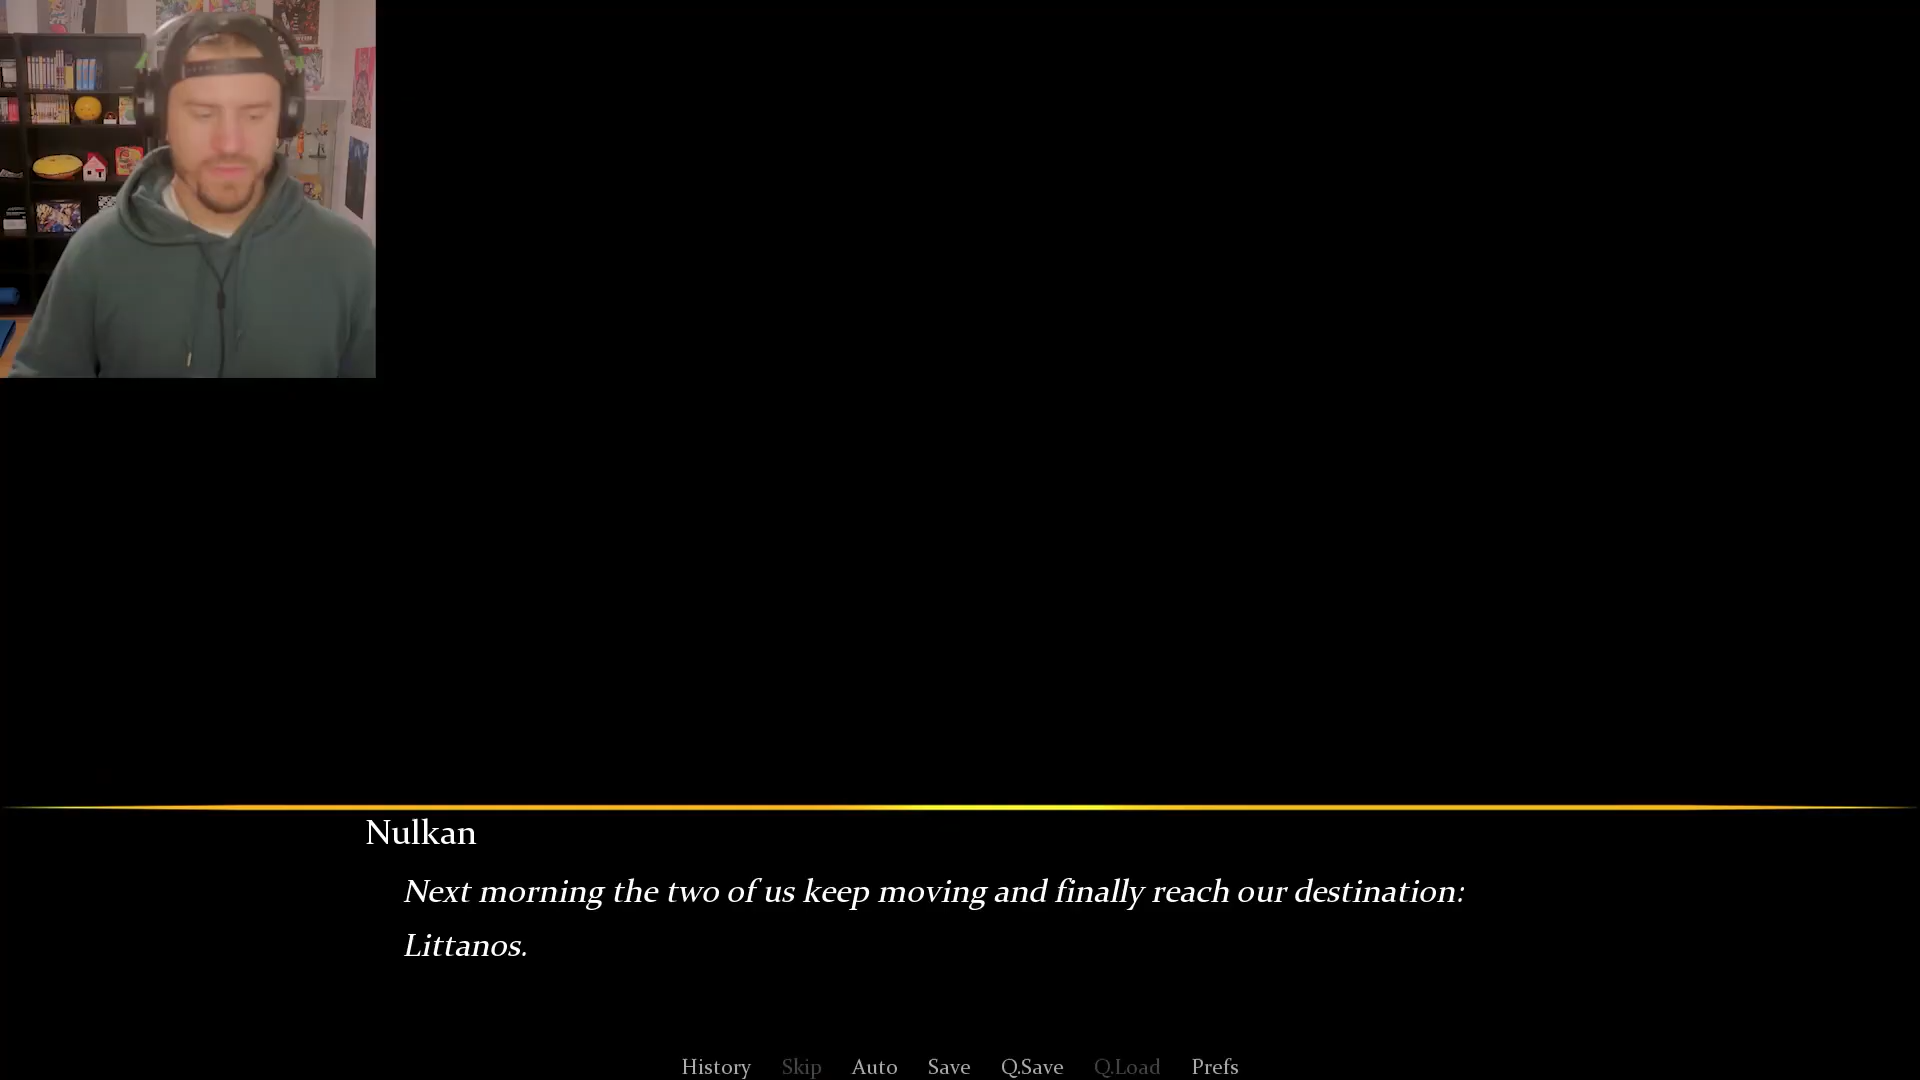 Nulkan
Next morning the two of us keep moving and finally reach our destination:
Littanos.
History Skip Auto Save Q.Save Q.Load Prefs